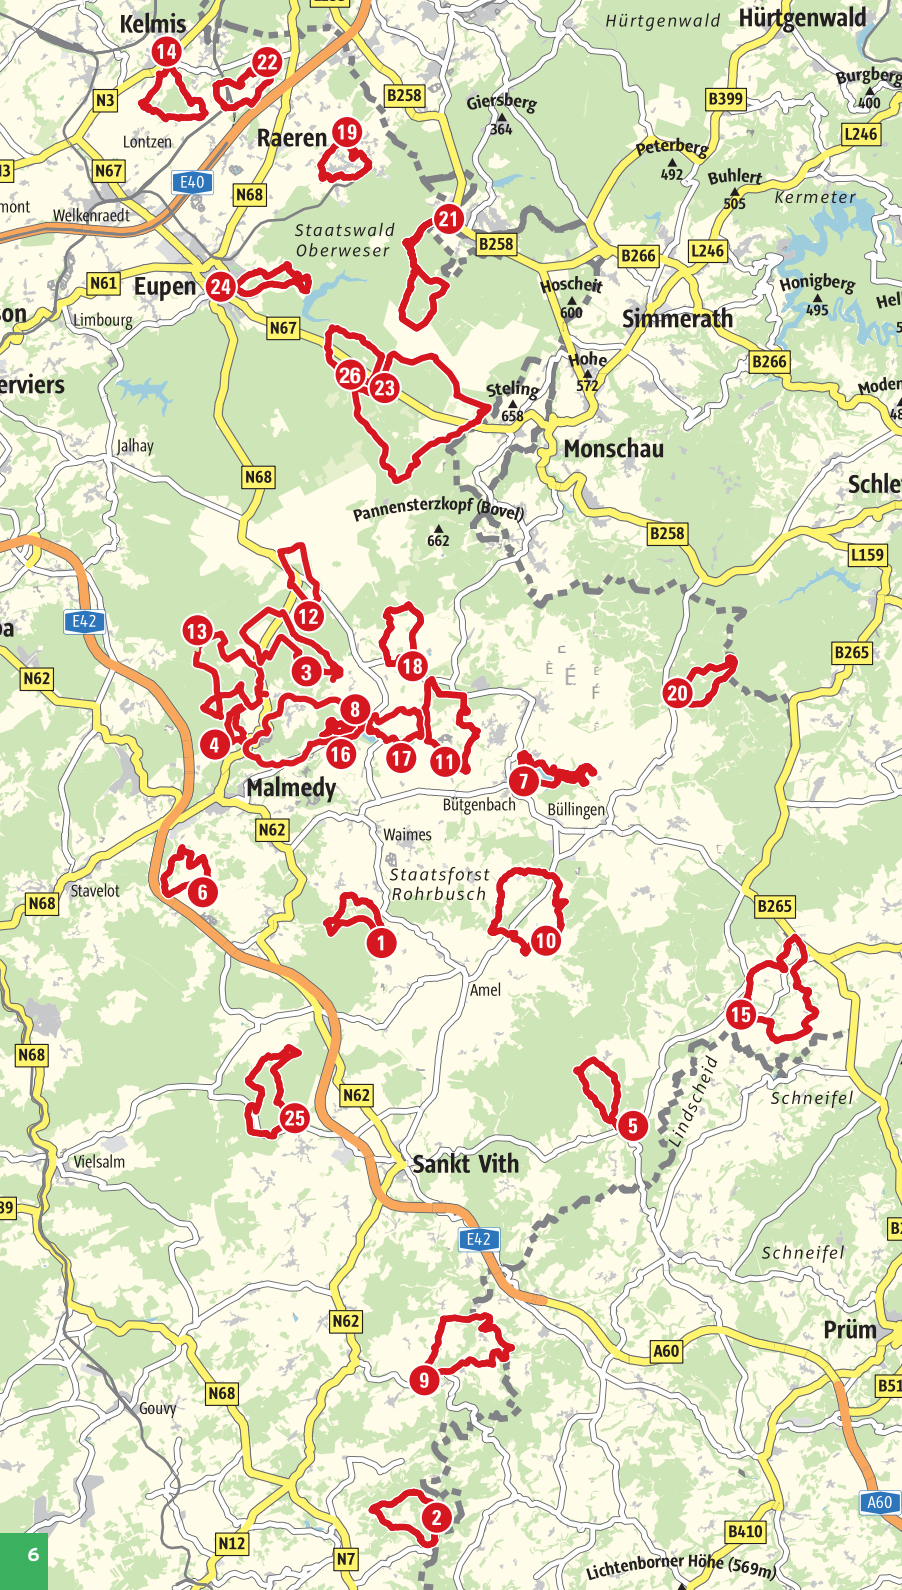 Kelmis
Hürtgenwald
Hürtgenwald
14
22
Burgberg
400
N3
B258
B399
Giersberg
364
L246
Raeren
19
Lontzen
Peterberg
492
N67
E40
N68
Buhlert
505
Kermeter
Welkenraedt
21
Staatswald
Oberweser
B258
B266
L246
N61
Eupen
24
Hoscheit
600
Honigberg
495
Limbourg
N67
Simmerath
Hohe
572
B266
26
23
Steling
658
Jalhay
Monschau
N68
Pannensterzkopf (Bovel)
662
B258
L159
E42
12
13
N62
3
18
B265
20
8
4
16
17
11
7
Malmedy
Bütgenbach
Büllingen
N62
Waimes
Staatsforst
Rohrbusch
6
Stavelot
N68
B265
1
10
Amel
15
N68
N62
25
5
Lindscheid
Schneifel
Vielsalm
Sankt Vith
E42
Schneifel
N62
Prüm
A60
9
N68
B51
Gouvy
2
A60
B410
N12
N7
6
Lichtenborner Höhe (569m)